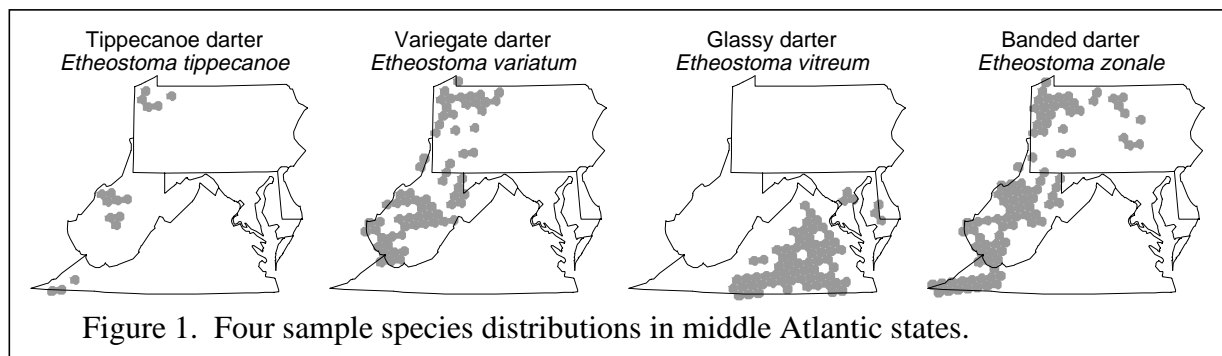 Tippecanoe darter
Etheostoma tippecanoe
Variegate darter
Etheostoma variatum
Glassy darter
Etheostoma vitreum
Banded darter
Etheostoma zonale
Figure 1. Four sample species distributions in middle Atlantic states.